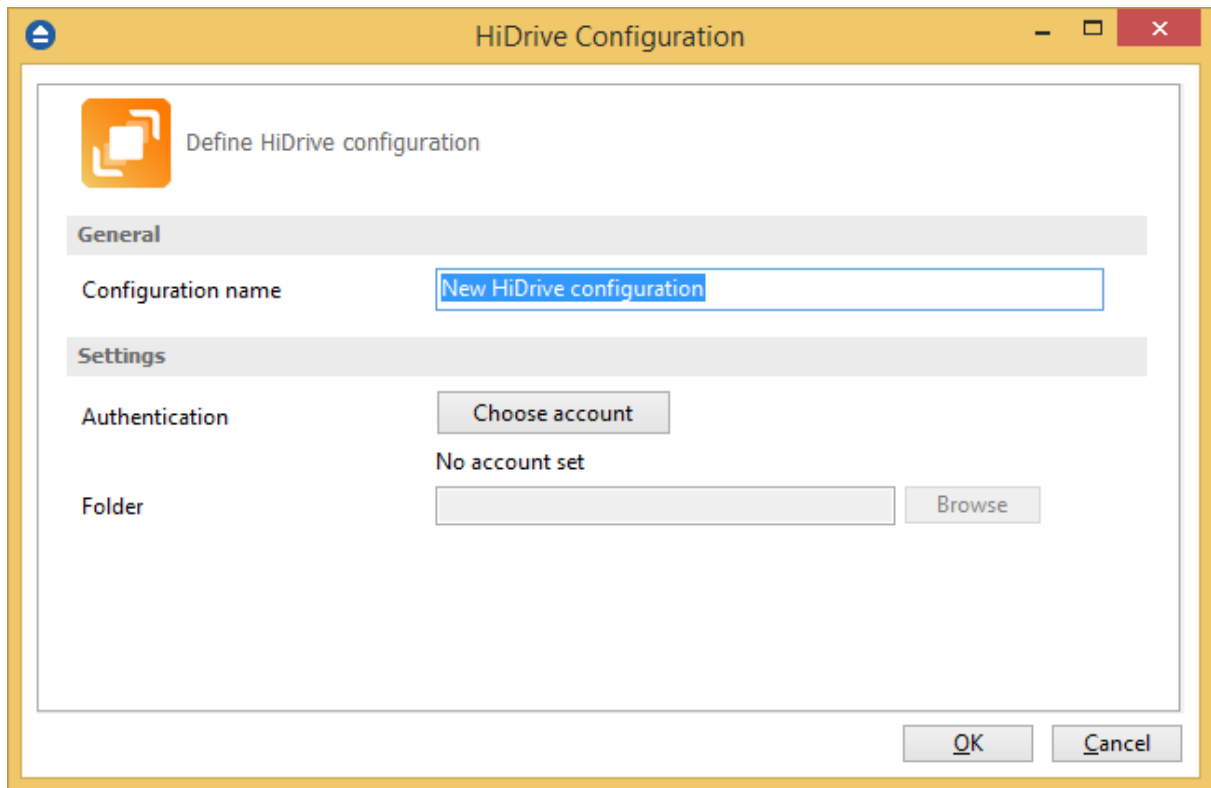 HiDrive Configuration
Define HiDrive configuration
General
Configuration name
New HiDrive configuration
Settings
Authentication
Choose account
No account set
Folder
Browse
OK
Cancel